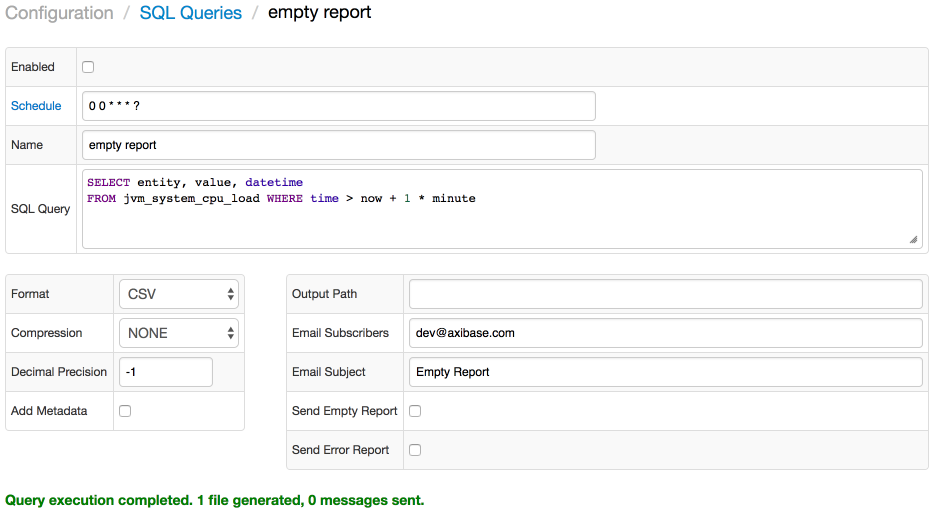 Configuration / SQL Queries / empty report
Enabled
Schedule 0 0 * * * ?
Name empty report
SQL Query SELECT entity, value, datetime
FROM jvm_system_cpu_load WHERE time > now + 1 * minute
Format CSV Output Path
Compression NONE Email Subscribers dev@axibase.com
Decimal Precision -1 Email Subject Empty Report
Add Metadata Send Empty Report
Send Error Report
Query execution completed. 1 file generated, 0 messages sent.